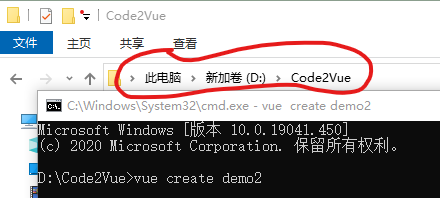 Code2Vue
文件 主页 共享 查看
此电脑 > 新加卷 (D:) > Code2Vue
C:\Windows\System32\cmd.exe - vue create demo2
Microsoft Windows [版本 10.0.19041.450]
(c) 2020 Microsoft Corporation. 保留所有权利。
D:\Code2Vue>vue create demo2